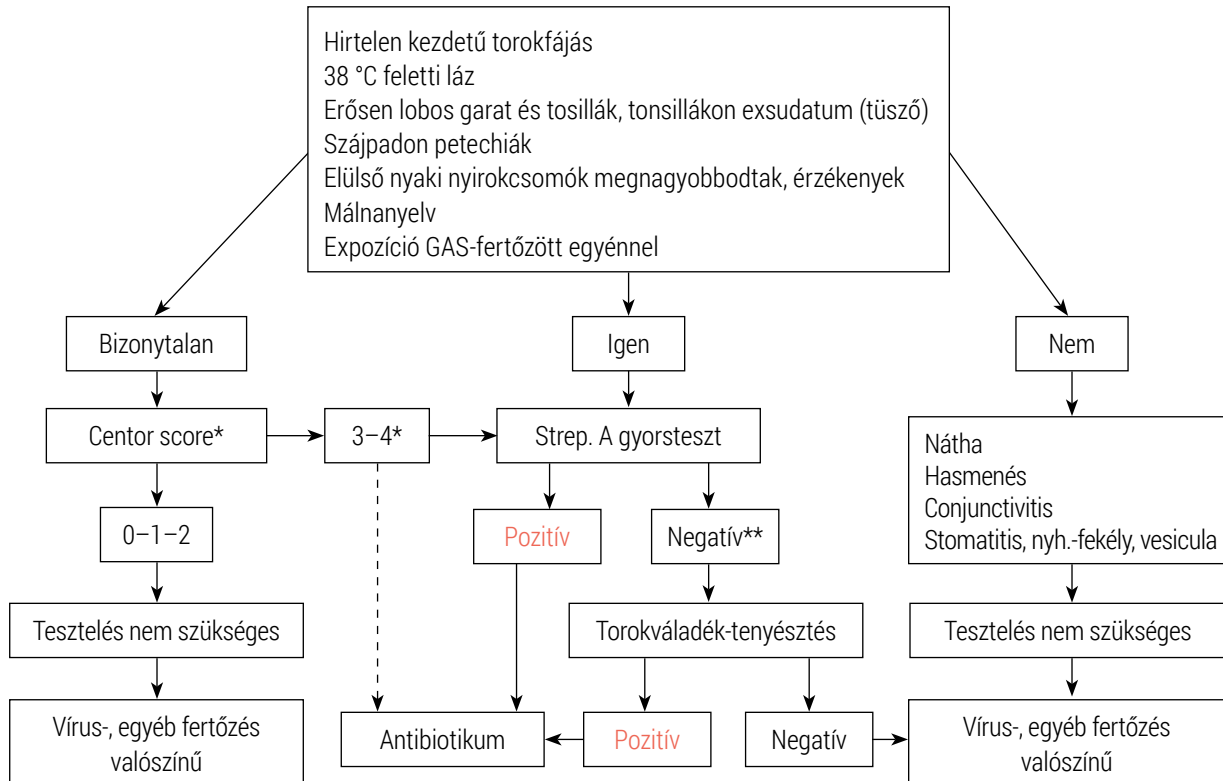 Hirtelen kezdetű torokfájás
38 °C feletti láz
Erősen lobos garat és tosillák, tonsillákon exsudatum (tüsző)
Szájpadon petechiák
Elülső nyaki nyirokcsomók megnagyobbodtak, érzékenyek
Málnanyelv
Expozíció GAS-fertőzött egyénnel
Bizonytalan
Igen
Nem
Centor score*
3–4*
Strep. A gyorsteszt
Nátha
Hasmenés
Conjunctivitis
Stomatitis, nyh.-fekély, vesicula
0–1–2
Pozitív
Negatív**
Tesztelés nem szükséges
Torokváladék-tenyésztés
Tesztelés nem szükséges
Vírus-, egyéb fertőzés
valószínű
Antibiotikum
Pozitív
Negatív
Vírus-, egyéb fertőzés
valószínű